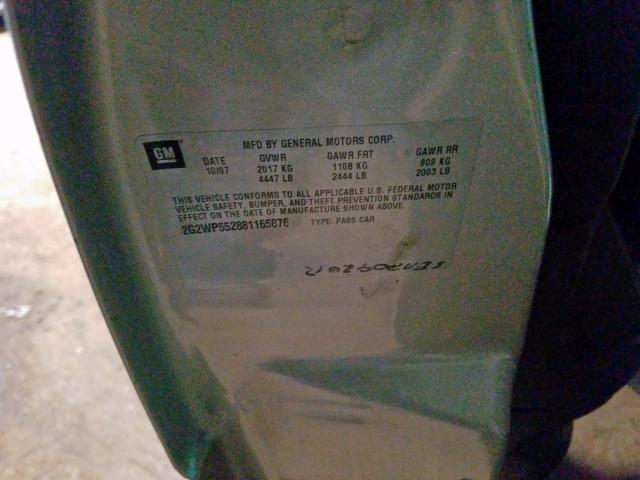 GM
MFD BY GENERAL MOTORS CORP.
DATE GVWR GAWR FRT GAWR RR
10/07 2017 KG 1108 KG 909 KG
4447 LB 2444 LB 2003 LB
THIS VEHICLE CONFORMS TO ALL APPLICABLE U.S. FEDERAL MOTOR
VEHICLE SAFETY, BUMPER, AND THEFT PREVENTION STANDARDS IN
EFFECT ON THE DATE OF MANUFACTURE SHOWN ABOVE.
2G2WP552881165876 TYPE: PASS CAR